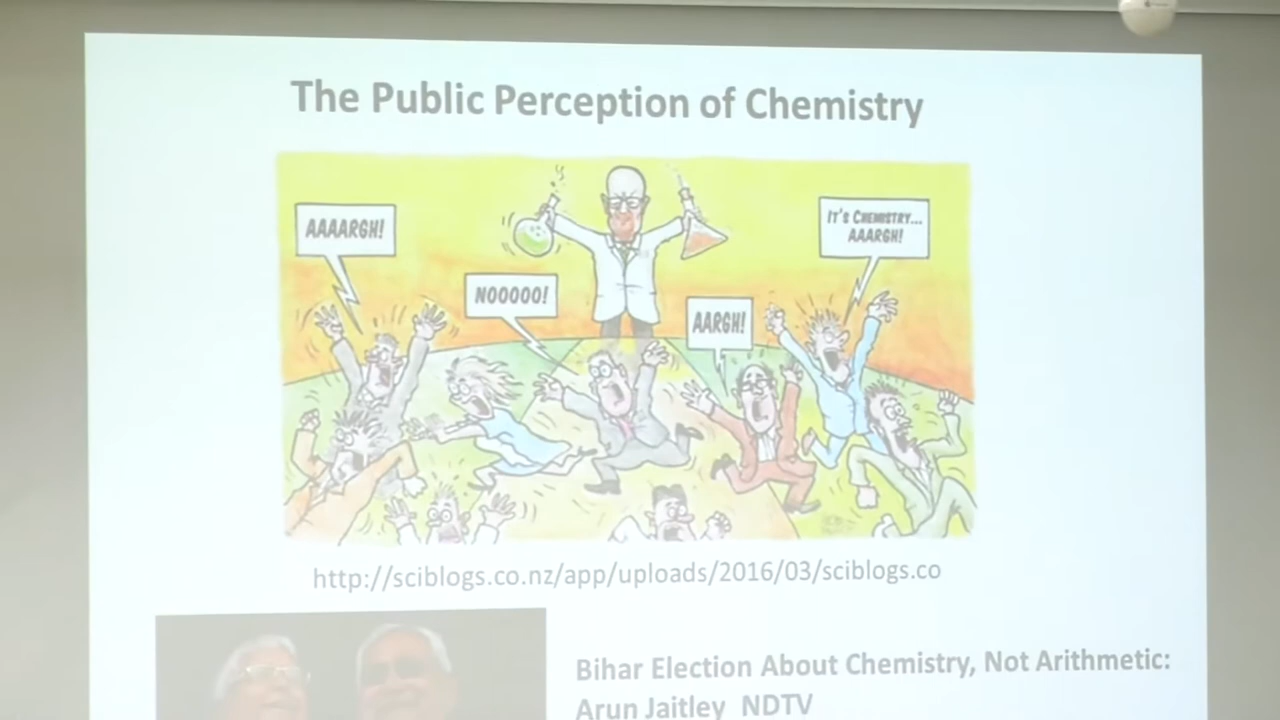 The Public Perception of Chemistry
AAAARGH!
NOOOOO!
AARGH!
IT'S CHEMISTRY...
AAARGH!
http://sciblogs.co.nz/app/uploads/2016/03/sciblogs.co
Bihar Election About Chemistry, Not Arithmetic:
Arun Jaitley NDTV